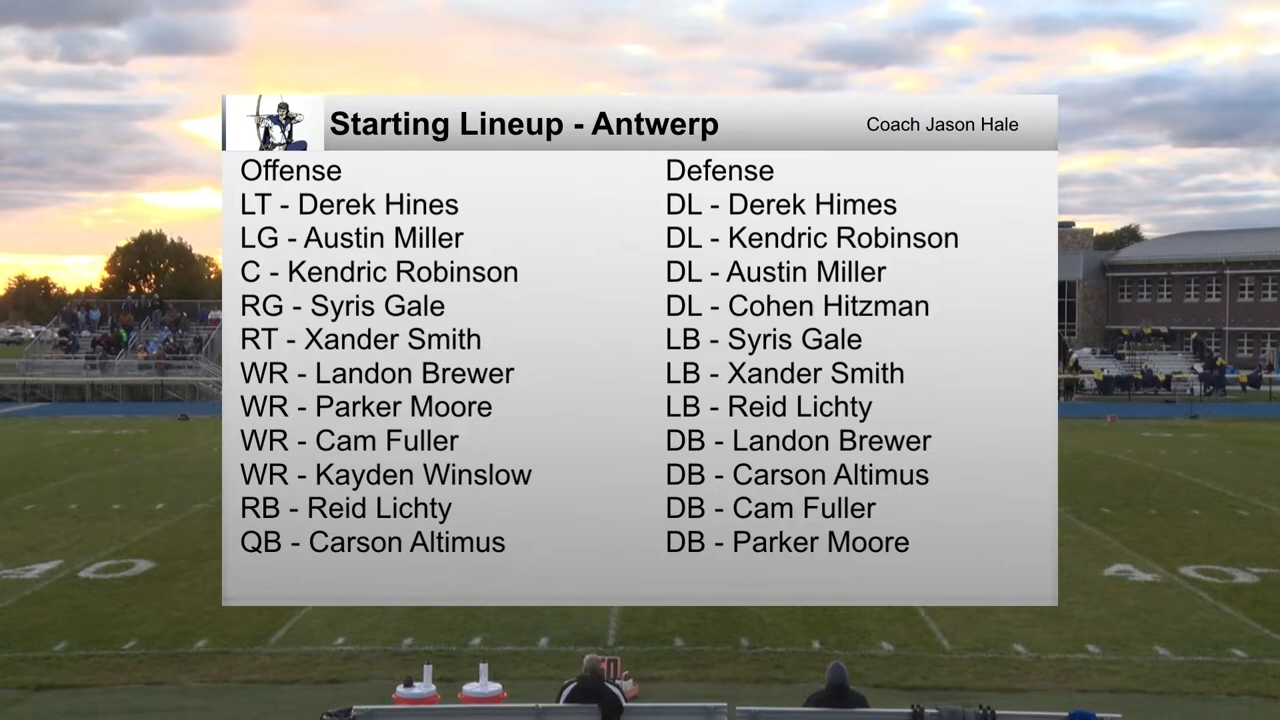 Starting Lineup - Antwerp
Coach Jason Hale
Offense
LT - Derek Hines
LG - Austin Miller
C - Kendric Robinson
RG - Syris Gale
RT - Xander Smith
WR - Landon Brewer
WR - Parker Moore
WR - Cam Fuller
WR - Kayden Winslow
RB - Reid Lichty
QB - Carson Altimus
Defense
DL - Derek Himes
DL - Kendric Robinson
DL - Austin Miller
DL - Cohen Hitzman
LB - Syris Gale
LB - Xander Smith
LB - Reid Lichty
DB - Landon Brewer
DB - Carson Altimus
DB - Cam Fuller
DB - Parker Moore
40
40